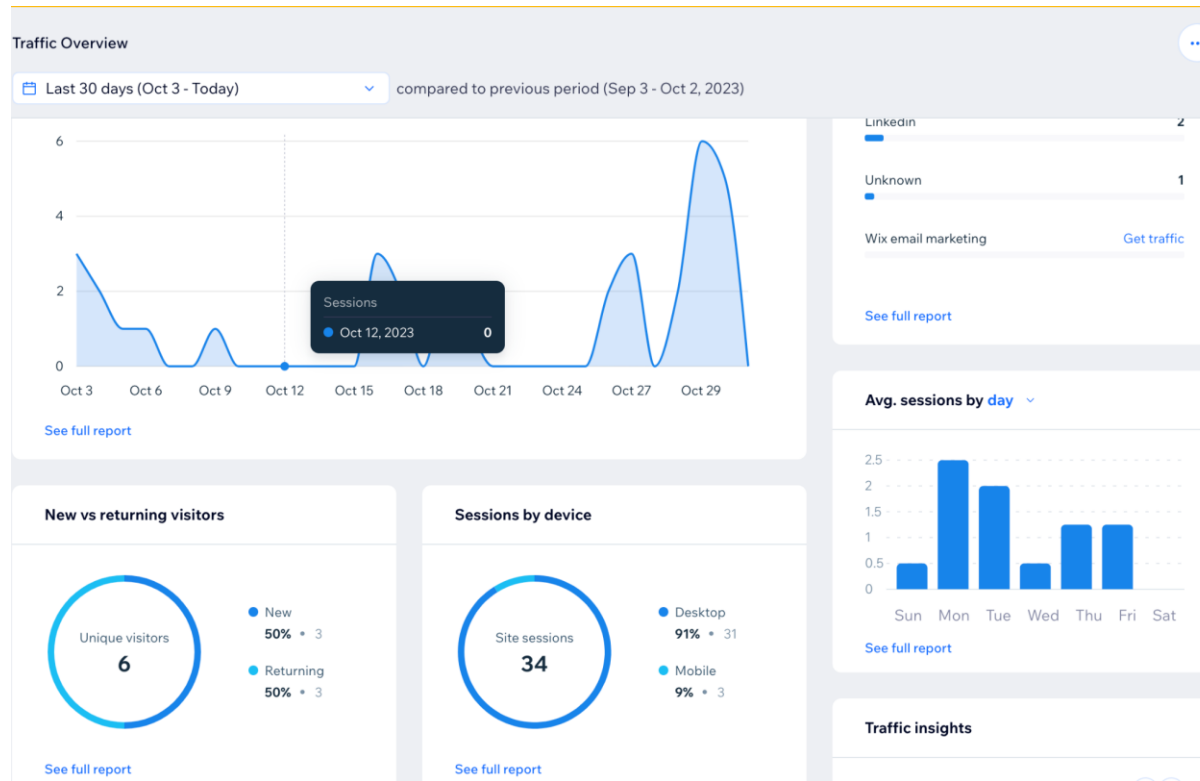 Traffic Overview
Last 30 days (Oct 3 - Today)
compared to previous period (Sep 3 - Oct 2, 2023)
6
4
2
0
Sessions
Oct 12, 2023 0
Oct 3 Oct 6 Oct 9 Oct 12 Oct 15 Oct 18 Oct 21 Oct 24 Oct 27 Oct 29
See full report
Linkedin 2
Unknown 1
Wix email marketing Get traffic
See full report
Avg. sessions by day
2.5
2
1.5
1
0.5
0
Sun Mon Tue Wed Thu Fri Sat
See full report
New vs returning visitors
Unique visitors
6
New
50% • 3
Returning
50% • 3
See full report
Sessions by device
Site sessions
34
Desktop
91% • 31
Mobile
9% • 3
See full report
Traffic insights